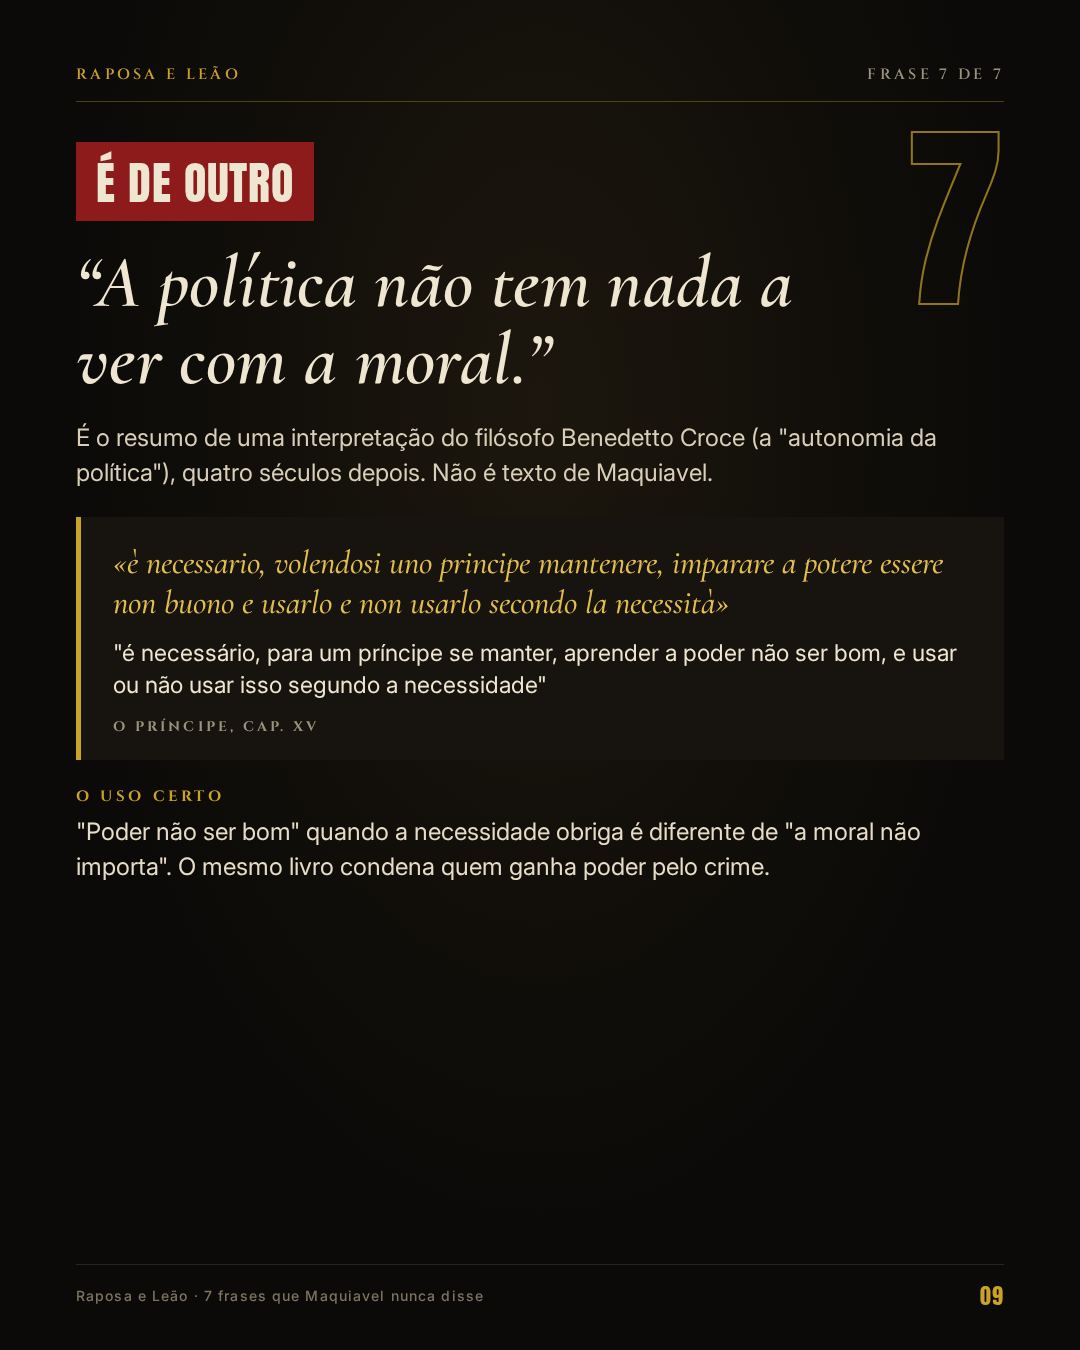 RAPOSA E LEÃO
FRASE 7 DE 7
7
É DE OUTRO
“A política não tem nada a
ver com a moral.”
É o resumo de uma interpretação do filósofo Benedetto Croce (a "autonomia da
política"), quatro séculos depois. Não é texto de Maquiavel.
«è necessario, volendosi uno principe mantenere, imparare a potere essere
non buono e usarlo e non usarlo secondo la necessità»
"é necessário, para um príncipe se manter, aprender a poder não ser bom, e usar
ou não usar isso segundo a necessidade"
O PRÍNCIPE, CAP. XV
O USO CERTO
"Poder não ser bom" quando a necessidade obriga é diferente de "a moral não
importa". O mesmo livro condena quem ganha poder pelo crime.
Raposa e Leão · 7 frases que Maquiavel nunca disse
09